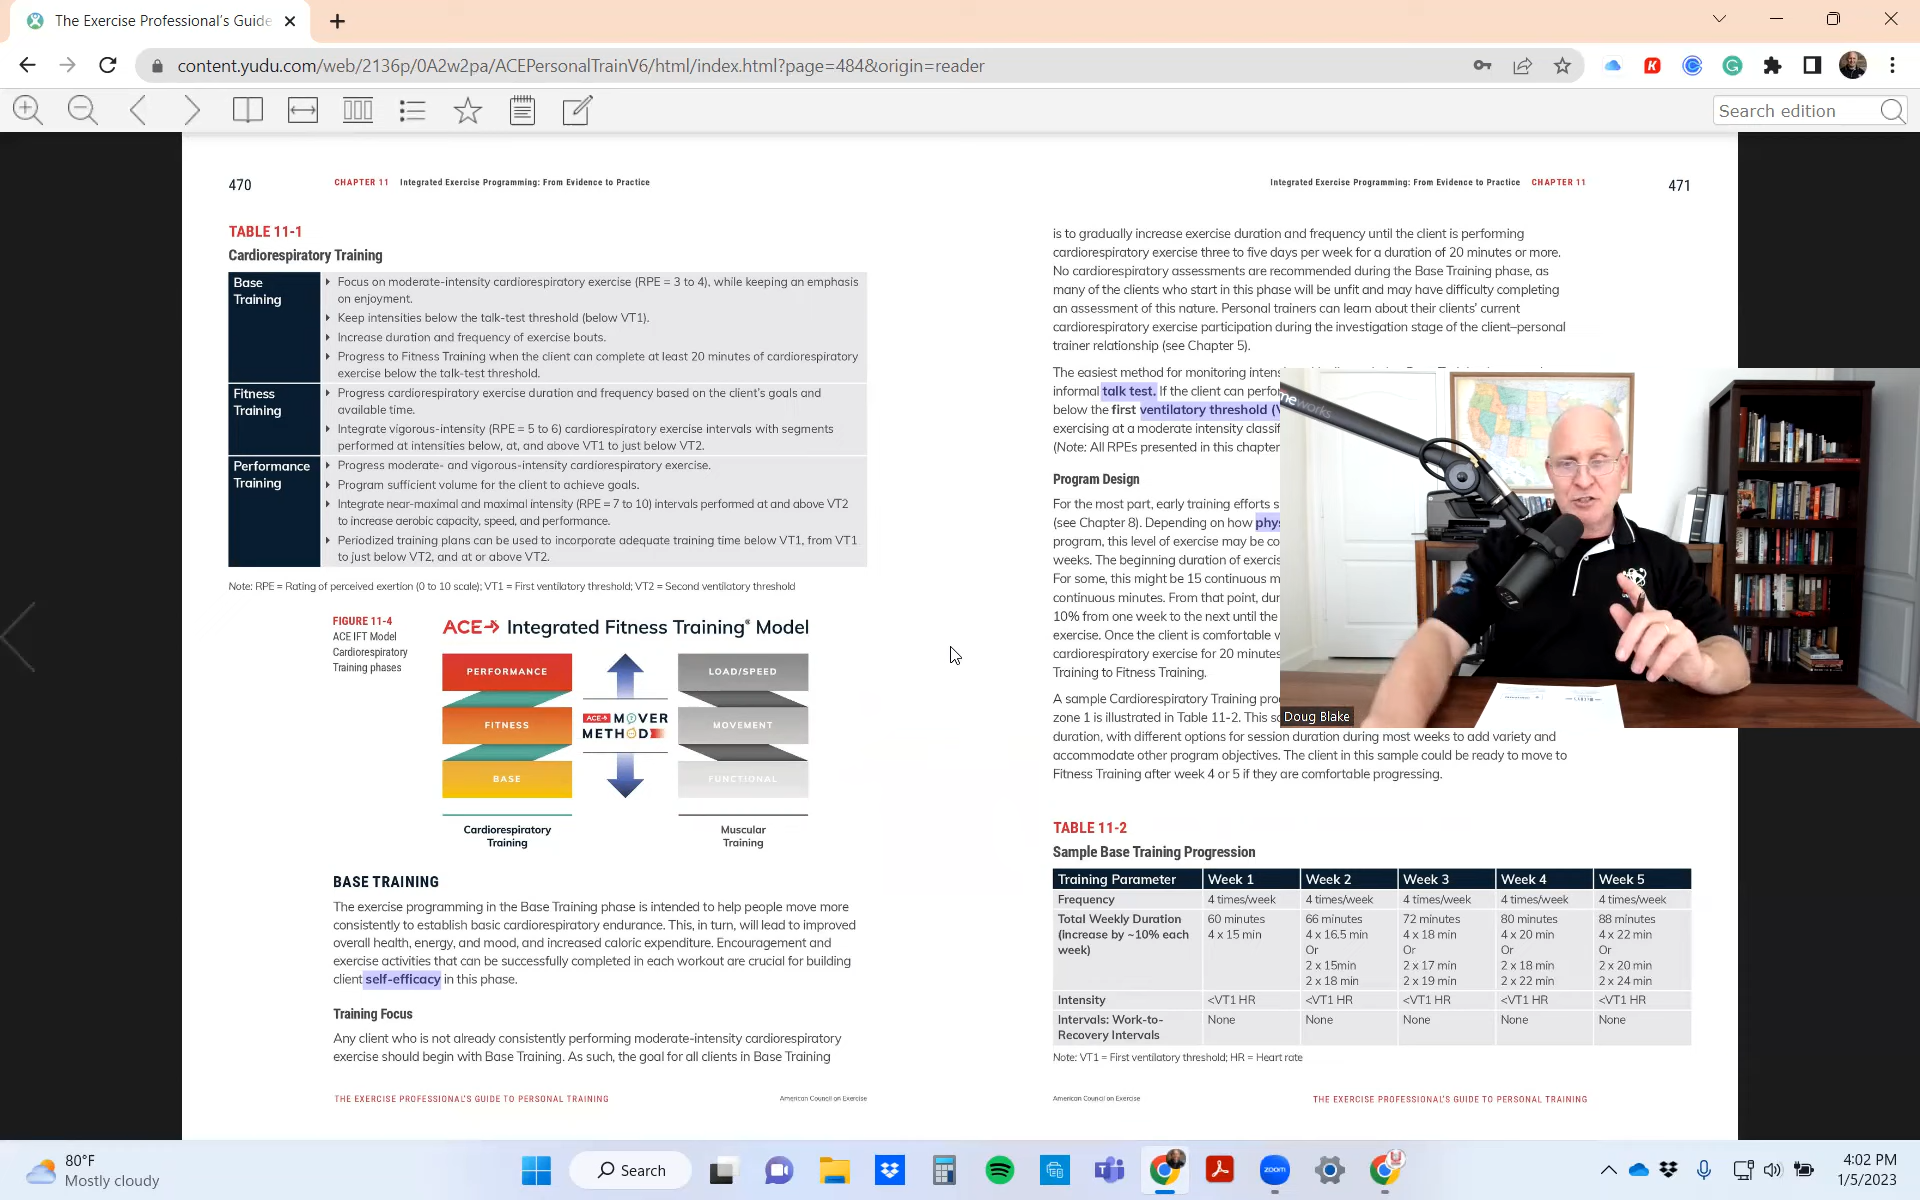 The Exercise Professional's Guide
content.yudu.com/web/2136p/0A2w2pa/ACEPersonalTrainV6/html/index.html?page=484&origin=reader
Search edition
470
CHAPTER 11 Integrated Exercise Programming: From Evidence to Practice
TABLE 11-1
Cardiorespiratory Training
Base Training
Focus on moderate-intensity cardiorespiratory exercise (RPE = 3 to 4), while keeping an emphasis
on enjoyment.
Keep intensities below the talk-test threshold (below VT1).
Increase duration and frequency of exercise bouts.
Progress to Fitness Training when the client can complete at least 20 minutes of cardiorespiratory
exercise below the talk-test threshold.
Fitness Training
Progress cardiorespiratory exercise duration and frequency based on the client's goals and
available time.
Integrate vigorous-intensity (RPE = 5 to 6) cardiorespiratory exercise intervals with segments
performed at intensities below, at, and above VT1 to just below VT2.
Performance Training
Progress moderate- and vigorous-intensity cardiorespiratory exercise.
Program sufficient volume for the client to achieve goals.
Integrate near-maximal and maximal intensity (RPE = 7 to 10) intervals performed at and above VT2
to increase aerobic capacity, speed, and performance.
Periodized training plans can be used to incorporate adequate training time below VT1, from VT1
to just below VT2, and at or above VT2.
Note: RPE = Rating of perceived exertion (0 to 10 scale); VT1 = First ventilatory threshold; VT2 = Second ventilatory threshold
FIGURE 11-4
ACE IFT Model
Cardiorespiratory
Training phases
ACE Integrated Fitness Training® Model
PERFORMANCE
LOAD/SPEED
FITNESS
ACE MOVER
METHOD
MOVEMENT
BASE
FUNCTIONAL
Cardiorespiratory
Training
Muscular
Training
BASE TRAINING
The exercise programming in the Base Training phase is intended to help people move more
consistently to establish basic cardiorespiratory endurance. This, in turn, will lead to improved
overall health, energy, and mood, and increased caloric expenditure. Encouragement and
exercise activities that can be successfully completed in each workout are crucial for building
client self-efficacy in this phase.
Training Focus
Any client who is not already consistently performing moderate-intensity cardiorespiratory
exercise should begin with Base Training. As such, the goal for all clients in Base Training
THE EXERCISE PROFESSIONAL'S GUIDE TO PERSONAL TRAINING
American Council on Exercise
Integrated Exercise Programming: From Evidence to Practice CHAPTER 11
471
is to gradually increase exercise duration and frequency until the client is performing
cardiorespiratory exercise three to five days per week for a duration of 20 minutes or more.
No cardiorespiratory assessments are recommended during the Base Training phase, as
many of the clients who start in this phase will be unfit and may have difficulty completing
an assessment of this nature. Personal trainers can learn about their clients' current
cardiorespiratory exercise participation during the investigation stage of the client–personal
trainer relationship (see Chapter 5).
The easiest method for monitoring
informal talk test. If the client can
below the first ventilatory threshold
exercising at a moderate intensity
(Note: All RPEs presented in this chapter
Program Design
For the most part, early training efforts
(see Chapter 8). Depending on how
program, this level of exercise may be
weeks. The beginning duration of
For some, this might be 15 continuous
continuous minutes. From that point,
10% from one week to the next until the
exercise. Once the client is comfortable
cardiorespiratory exercise for 20 minutes
Training to Fitness Training.
A sample Cardiorespiratory Training
zone 1 is illustrated in Table 11-2. This
duration, with different options for session duration during most weeks to add variety and
accommodate other program objectives. The client in this sample could be ready to move to
Fitness Training after week 4 or 5 if they are comfortable progressing.
Doug Blake
TABLE 11-2
Sample Base Training Progression
Training Parameter Week 1 Week 2 Week 3 Week 4 Week 5
Frequency 4 times/week 4 times/week 4 times/week 4 times/week 4 times/week
Total Weekly Duration 60 minutes 66 minutes 72 minutes 80 minutes 88 minutes
(increase by ~10% each 4 x 15 min 4 x 16.5 min 4 x 18 min 4 x 20 min 4 x 22 min
week) Or Or Or Or
2 x 15min 2 x 17 min 2 x 18 min 2 x 20 min
2 x 18 min 2 x 19 min 2 x 22 min 2 x 24 min
Intensity <VT1 HR <VT1 HR <VT1 HR <VT1 HR <VT1 HR
Intervals: Work-to- None None None None None
Recovery Intervals
Note: VT1 = First ventilatory threshold; HR = Heart rate
American Council on Exercise
THE EXERCISE PROFESSIONAL'S GUIDE TO PERSONAL TRAINING
80°F
Mostly cloudy
Search
zoom
4:02 PM
1/5/2023